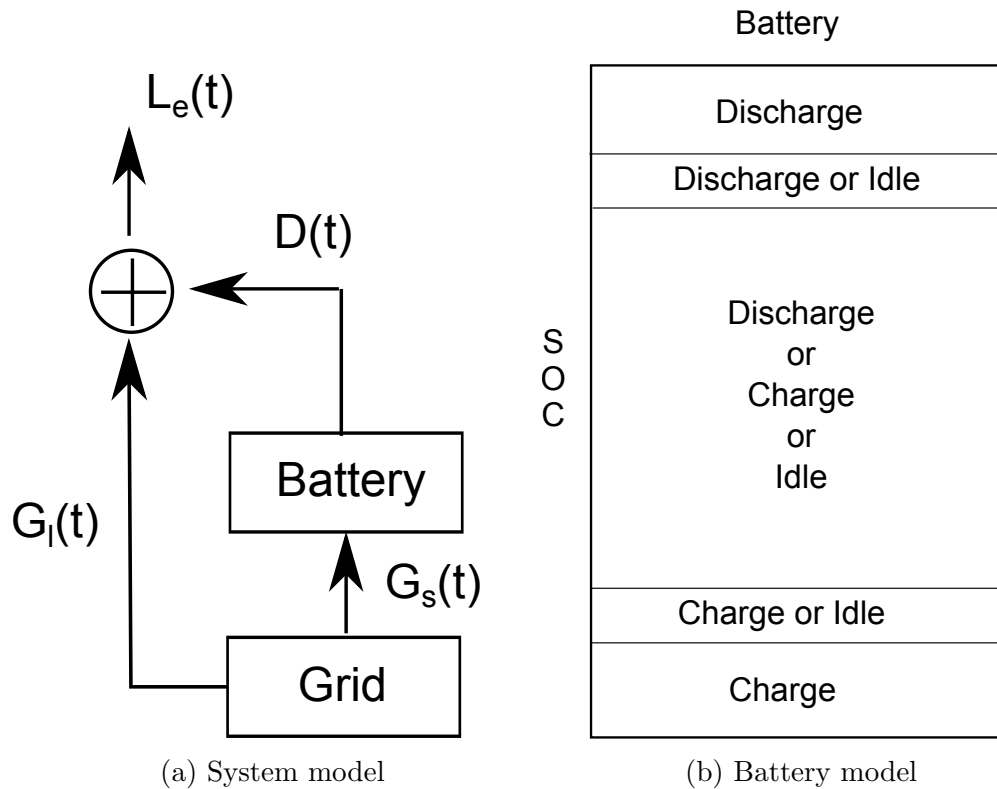 L_e(t)
D(t)
Battery
G_l(t)
G_s(t)
Grid
(a) System model
Battery
Discharge
Discharge or Idle
S
O
C
Discharge
or
Charge
or
Idle
Charge or Idle
Charge
(b) Battery model